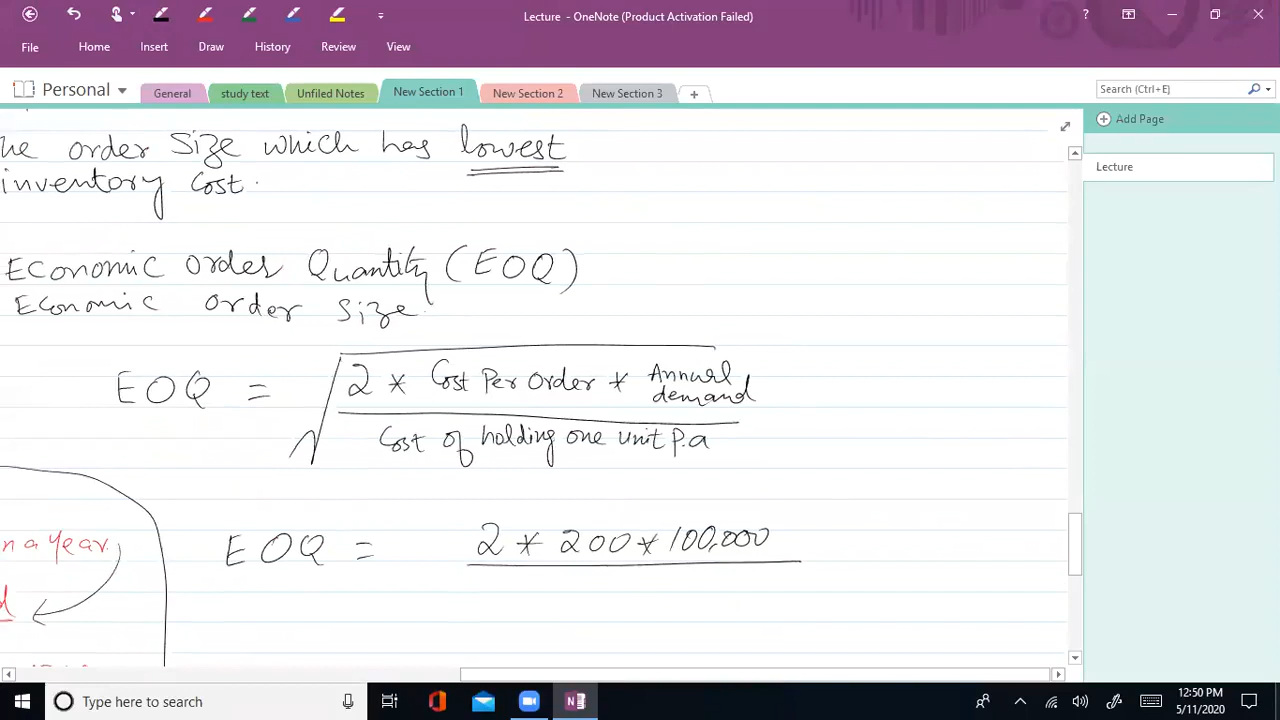 Lecture - OneNote (Product Activation Failed)
File Home Insert Draw History Review View
Personal General study text Unfiled Notes New Section 1 New Section 2 New Section 3
Search (Ctrl+E)
Add Page
Lecture
he order Size which has lowest
inventory Cost.
Economic Order Quantity (EOQ)
Economic order Size.
EOQ = √ 2 * Cost Per Order * Annual demand
Cost of holding one unit P.a
n a year.
EOQ = 2 * 200 * 100,000
d
Type here to search
12:50 PM
5/11/2020